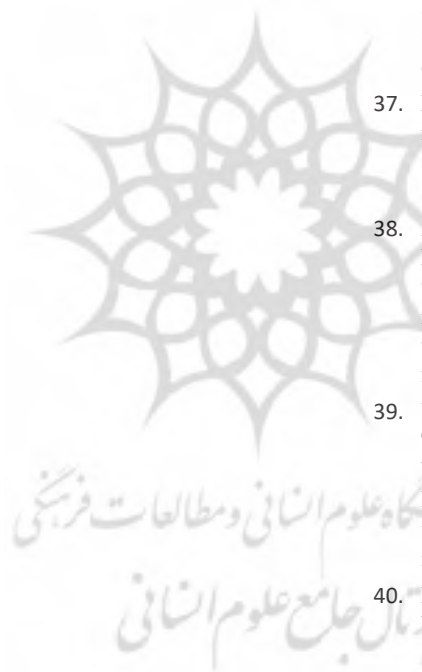 37.
38.
39.
گاه علوم انسانی و مطالعات فرهنگی
40.
تال جامع علوم انسانی